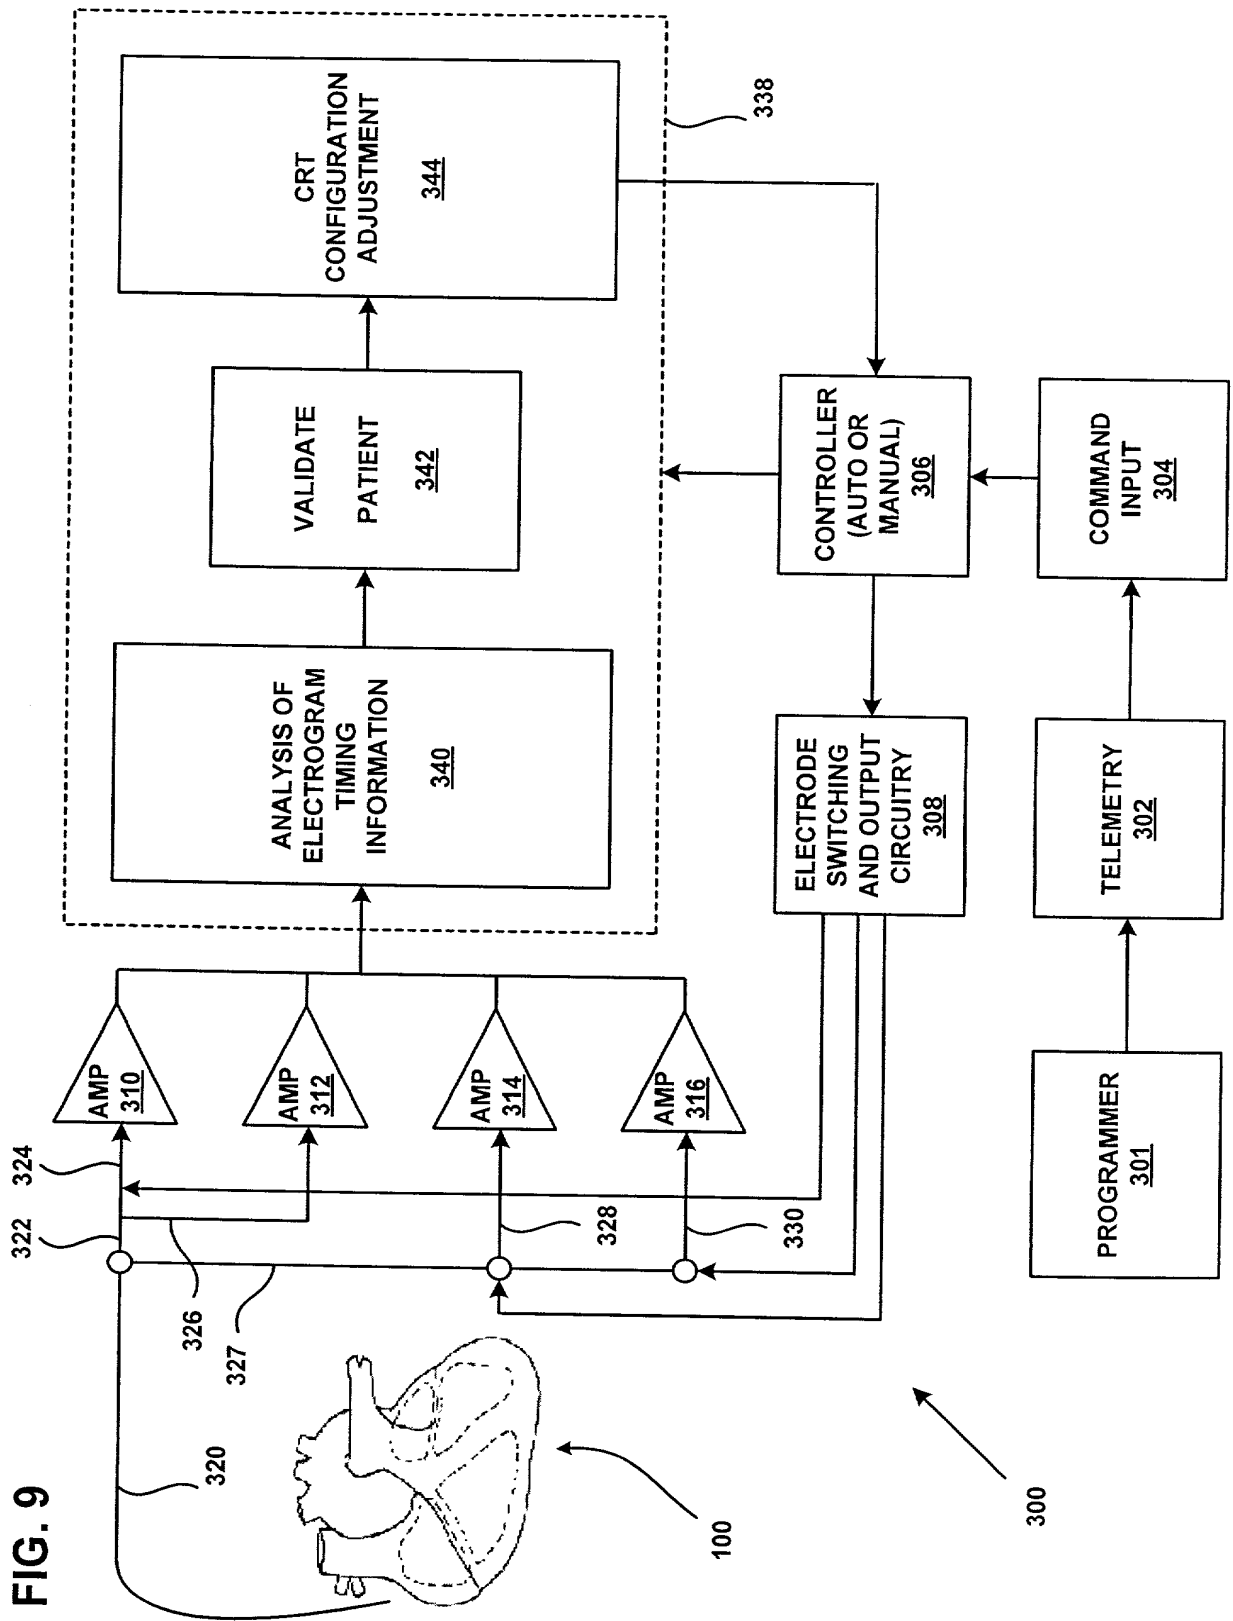 FIG. 9
320
322
324
326
327
328
330
AMP
310
AMP
312
AMP
314
AMP
316
ANALYSIS OF
ELECTROGRAM
TIMING
INFORMATION
340
VALIDATE
PATIENT
342
CRT
CONFIGURATION
ADJUSTMENT
344
338
100
300
ELECTRODE
SWITCHING
AND OUTPUT
CIRCUITRY
308
CONTROLLER
(AUTO OR
MANUAL)
306
PROGRAMMER
301
TELEMETRY
302
COMMAND
INPUT
304